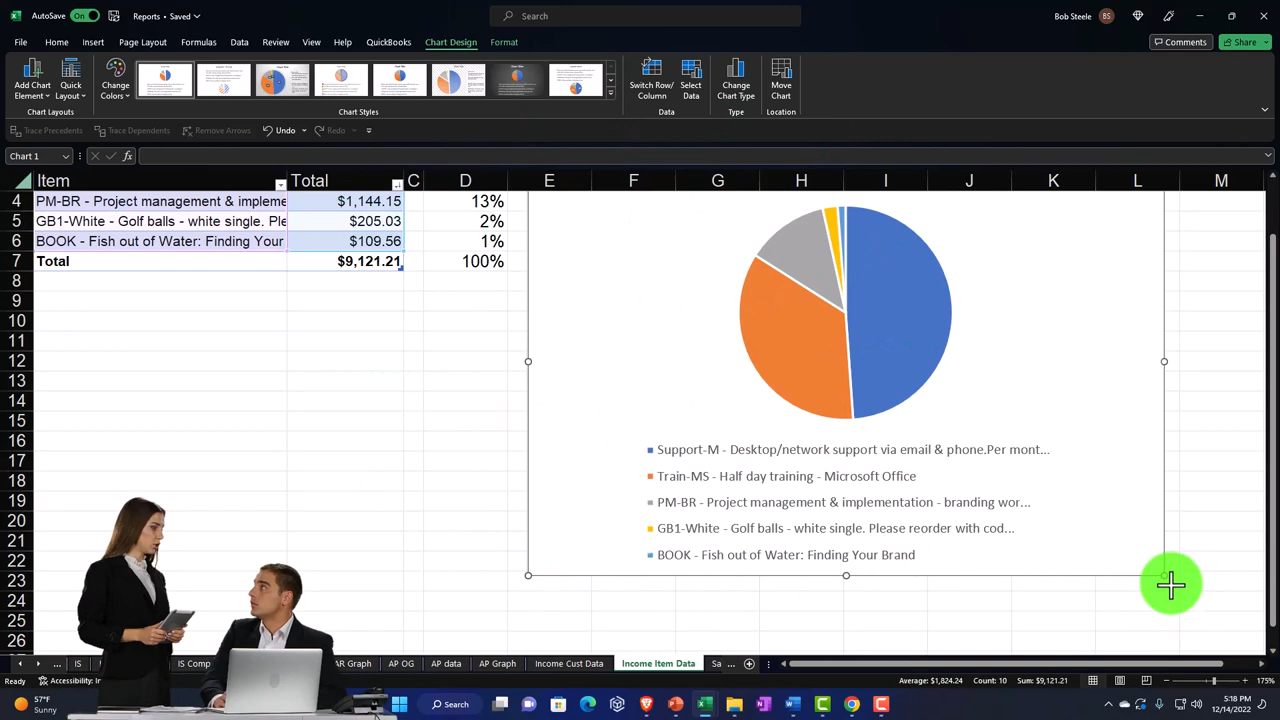 AutoSave On Reports • Saved Search Bob Steele BS
File Home Insert Page Layout Formulas Data Review View Help QuickBooks Chart Design Format Comments Share
Add Chart Element Quick Layout Change Colors Switch Row/Column Select Data Change Chart Type Move Chart
Chart Layouts Chart Styles Data Type Location
Trace Precedents Trace Dependents Remove Arrows Undo Redo
Chart 1 fx
Item Total C D E F G H I J K L M
4 PM-BR - Project management & impleme $1,144.15 13%
5 GB1-White - Golf balls - white single. Ple $205.03 2%
6 BOOK - Fish out of Water: Finding Your $109.56 1%
7 Total $9,121.21 100%
8
9
10
11
12
13
14
15
16
17
18
19
20
21
22
23
24
25
26
Support-M - Desktop/network support via email & phone.Per mont...
Train-MS - Half day training - Microsoft Office
PM-BR - Project management & implementation - branding wor...
GB1-White - Golf balls - white single. Please reorder with cod...
BOOK - Fish out of Water: Finding Your Brand
IS IS Comp AR Graph AP OG AP data AP Graph Income Cust Data Income Item Data Sa ...
Ready Accessibility: In Average: $1,824.24 Count: 10 Sum: $9,121.21 175%
57°F
Sunny
Search
5:18 PM
12/14/2022